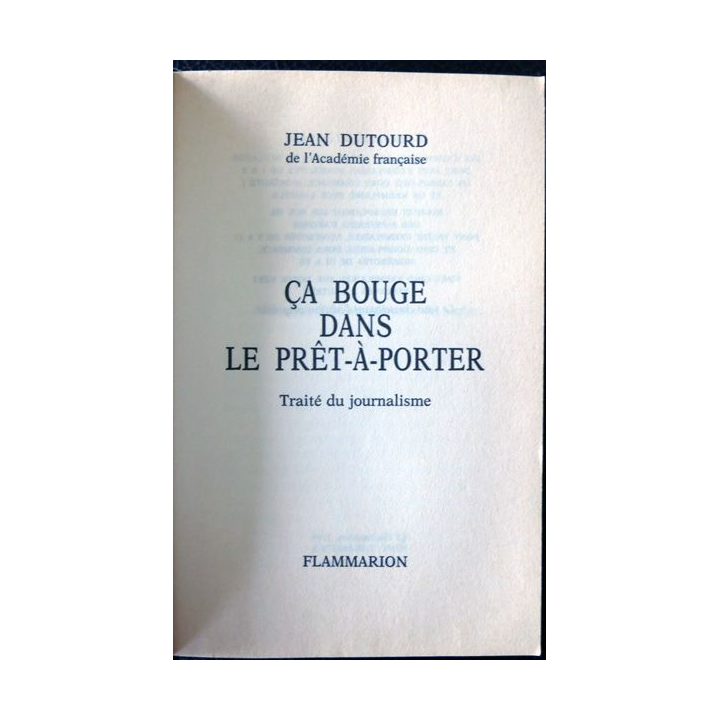 JEAN DUTOURD
de l'Académie française
ÇA BOUGE
DANS
LE PRÊT-À-PORTER
Traité du journalisme
FLAMMARION